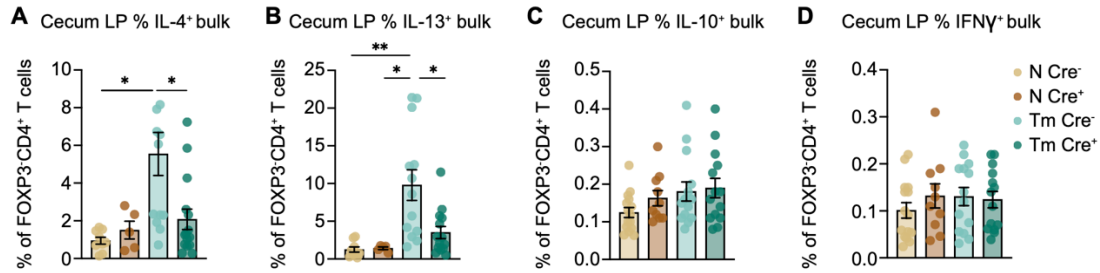 A Cecum LP % IL-4⁺ bulk
% of FOXP3⁻CD4⁺ T cells
10
8
6
4
2
0
* *
B Cecum LP % IL-13⁺ bulk
% of FOXP3⁻CD4⁺ T cells
25
20
15
10
5
0
**
* *
C Cecum LP % IL-10⁺ bulk
% of FOXP3⁻CD4⁺ T cells
0.5
0.4
0.3
0.2
0.1
0.0
D Cecum LP % IFNγ⁺ bulk
% of FOXP3⁻CD4⁺ T cells
0.4
0.3
0.2
0.1
0.0
N Cre⁻
N Cre⁺
Tm Cre⁻
Tm Cre⁺